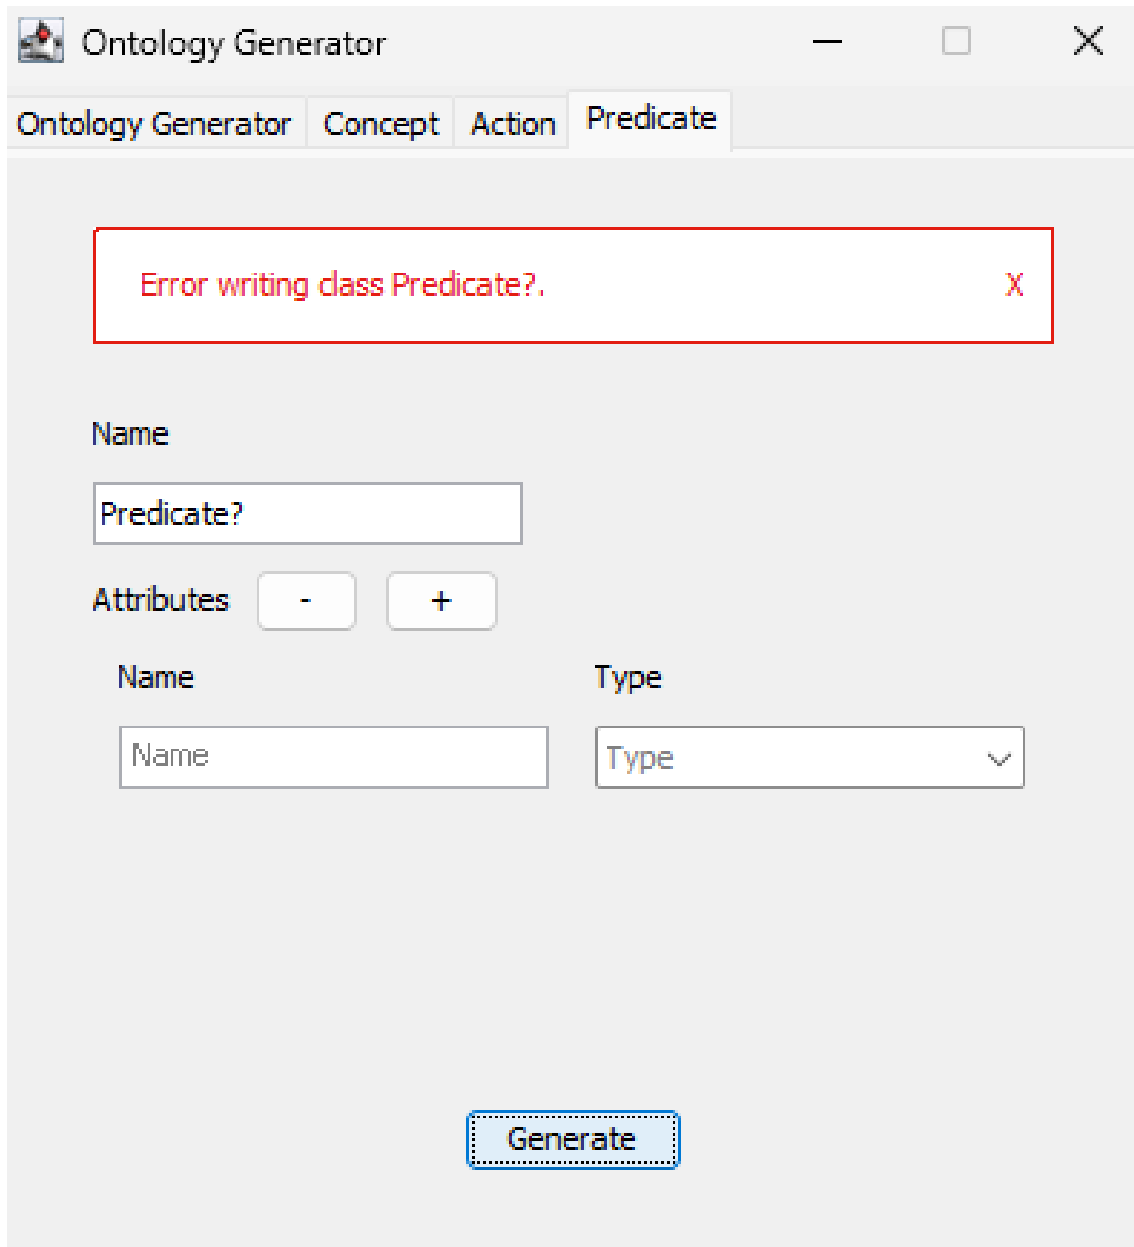 Ontology Generator
Ontology Generator Concept Action Predicate
Error writing class Predicate?. X
Name
Predicate?
Attributes - +
Name Type
Name Type
Generate